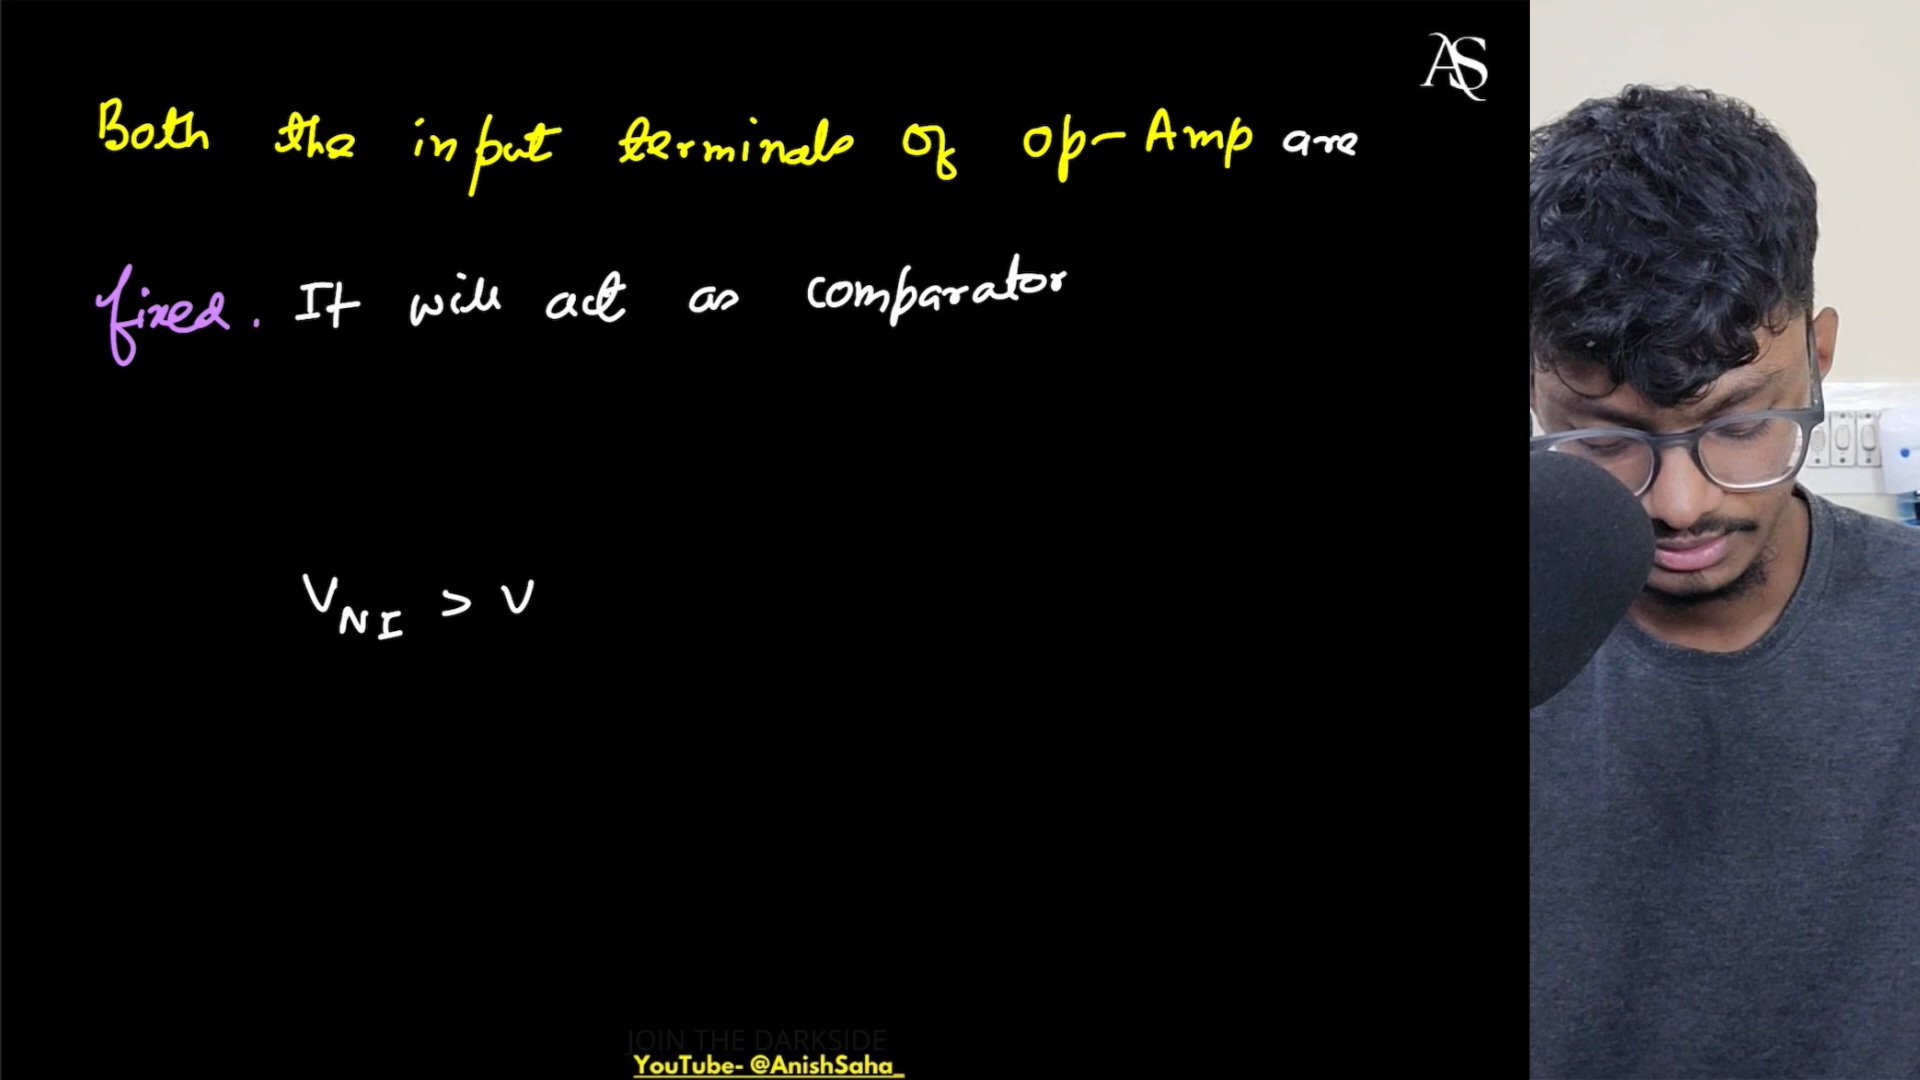 AS
Both the input terminals of op-Amp are
fixed. It will act as comparator
V_NI > V
JOIN THE DARKSIDE
YouTube- @AnishSaha_